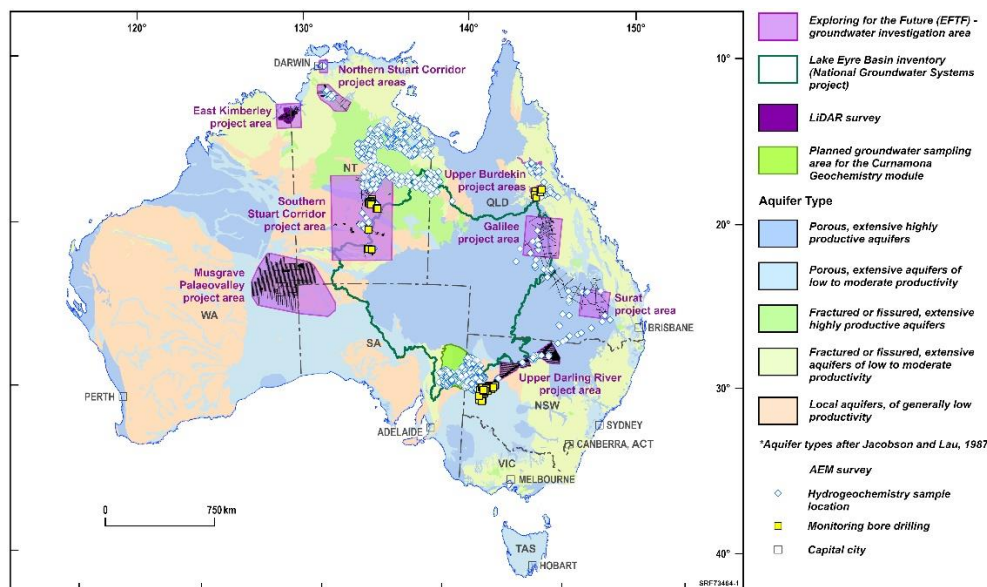 120°
130°
140°
150°
10°
20°
30°
40°
DARWIN
Northern Stuart Corridor
project areas
East Kimberley
project area
NT
Upper Burdekin
project areas
QLD
Southern
Stuart Corridor
project area
Galilee
project area
Musgrave
Palaeovalley
project area
WA
Surat
project area
BRISBANE
SA
Upper Darling River
project area
PERTH
NSW
ADELAIDE
SYDNEY
CANBERRA, ACT
VIC
MELBOURNE
TAS
HOBART
0
750 km
SRF73464-1
Exploring for the Future (EFTF) -
groundwater investigation area
Lake Eyre Basin inventory
(National Groundwater Systems
project)
LiDAR survey
Planned groundwater sampling
area for the Curnamona
Geochemistry module
Aquifer Type
Porous, extensive highly
productive aquifers
Porous, extensive aquifers of
low to moderate productivity
Fractured or fissured, extensive
highly productive aquifers
Fractured or fissured, extensive
aquifers of low to moderate
productivity
Local aquifers, of generally low
productivity
*Aquifer types after Jacobson and Lau, 1987
AEM survey
Hydrogeochemistry sample
location
Monitoring bore drilling
Capital city